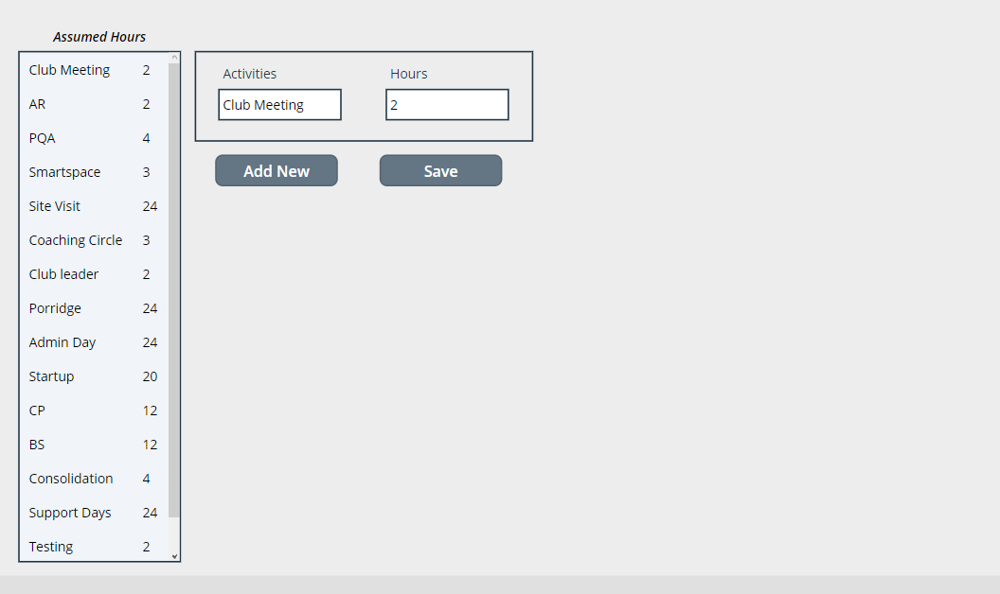 Assumed Hours
Club Meeting 2
AR 2
PQA 4
Smartspace 3
Site Visit 24
Coaching Circle 3
Club leader 2
Porridge 24
Admin Day 24
Startup 20
CP 12
BS 12
Consolidation 4
Support Days 24
Testing 2
Activities Hours
Club Meeting 2
Add New Save